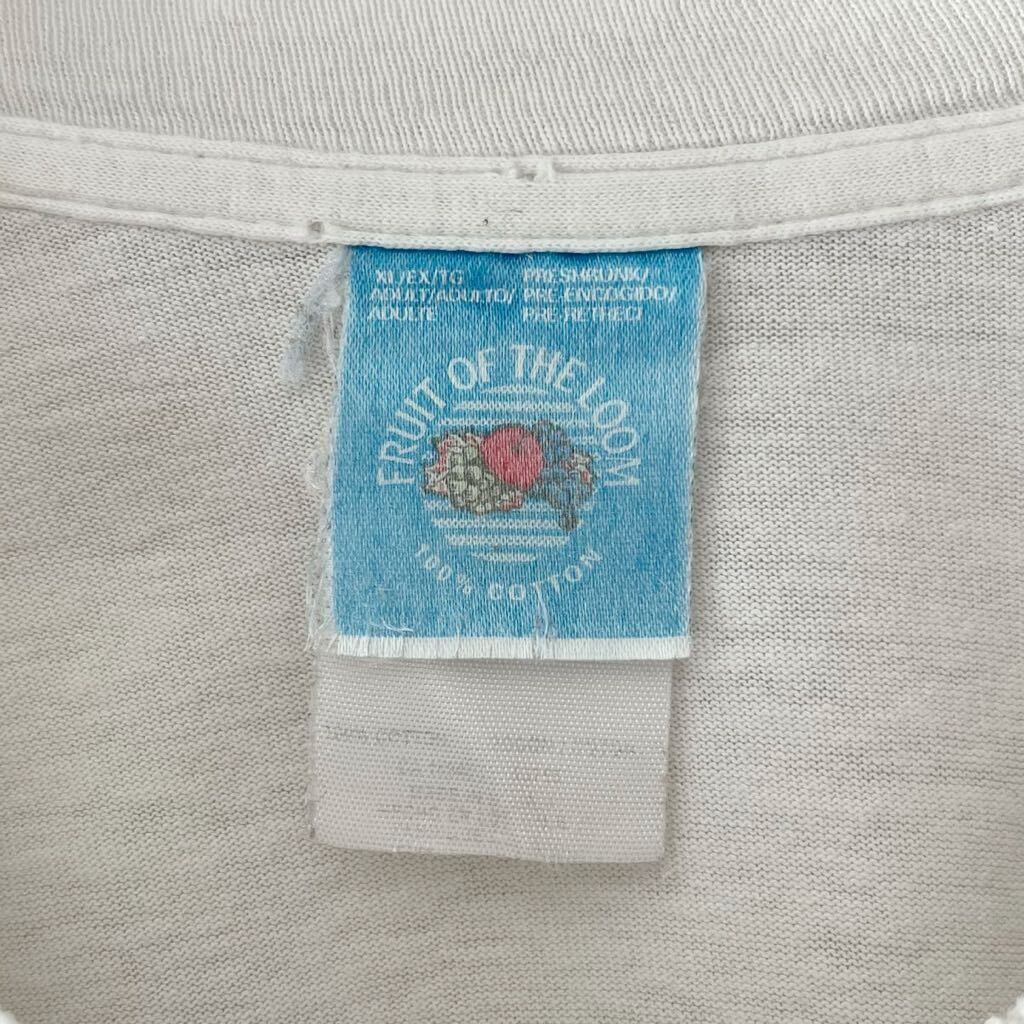 XL/EX/TG
ADULT/ADULTO/
ADULTE
PRESHRUNK/
PRE ENCOGIDO/
PRE RETRECI
FRUIT OF THE LOOM
100% COTTON